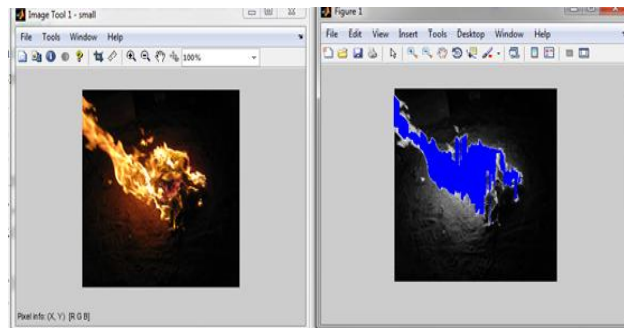 Image Tool 1 - small
File Tools Window Help
100%
Pixel info: (X, Y) [R G B]
Figure 1
File Edit View Insert Tools Desktop Window Help